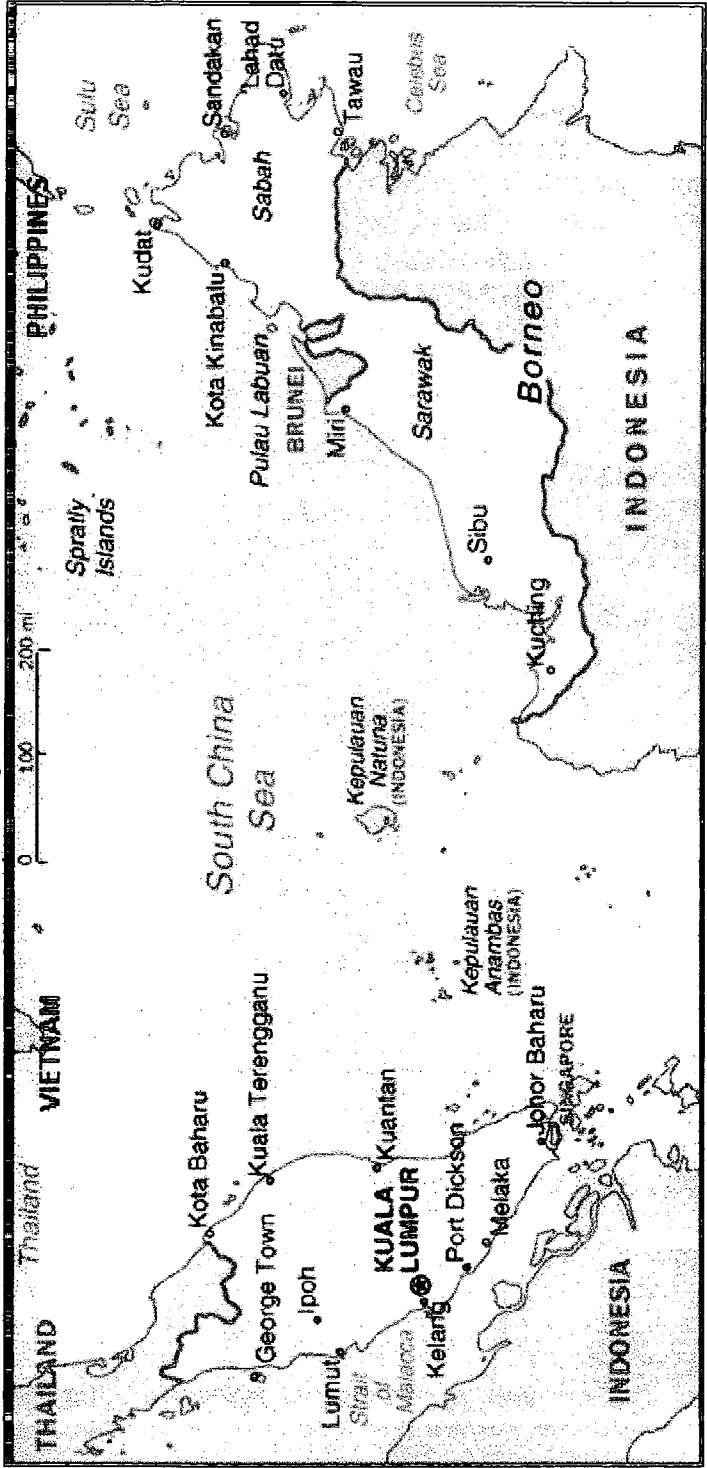 THAILAND
Thailand
VIETNAM
0 100 200 mi
PHILIPPINES
Spratly
Islands
Sulu
Sea
Kudat
Kota Baharu
South China
Sea
Kota Kinabalu
Sandakan
Lahad
Datu
George Town
Kuala Terengganu
Pulau Labuan
Sabah
Ipoh
BRUNEI
Lumut
Miri
Tawau
Strait
of
Malacca
KUALA
LUMPUR
Kuantan
Kepulauan
Natuna
(INDONESIA)
Sarawak
Celebes
Sea
Kelang
Port Dickson
Melaka
Kepulauan
Anambas
(INDONESIA)
Sibu
Johor Baharu
SINGAPORE
Kuching
Borneo
INDONESIA
INDONESIA